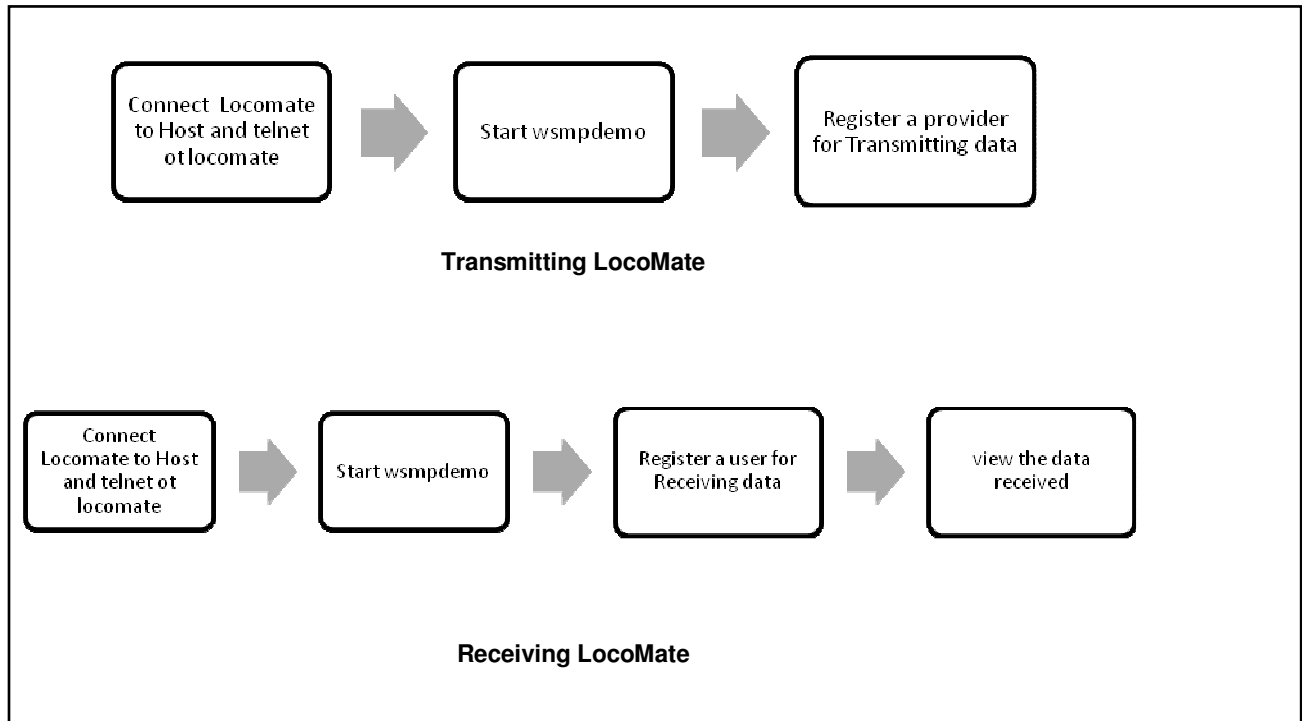 Connect Locomate
to Host and telnet
ot locomate
Start wsmpdemo
Register a provider
for Transmitting data
Transmitting LocoMate
Connect
Locomate to Host
and telnet ot
locomate
Start wsmpdemo
Register a user for
Receiving data
view the data
received
Receiving LocoMate